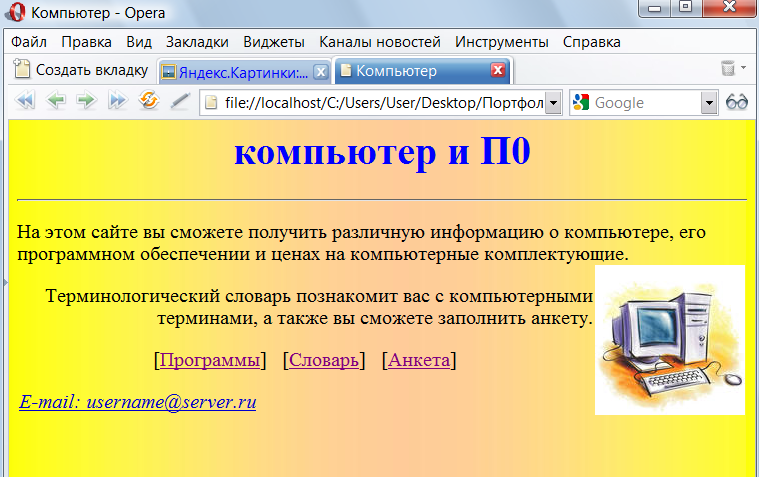 Компьютер - Opera
Файл Правка Вид Закладки Виджеты Каналы новостей Инструменты Справка
Создать вкладку Яндекс.Картинки:... Компьютер
file://localhost/C:/Users/User/Desktop/Портфол Google
компьютер и П0
На этом сайте вы сможете получить различную информацию о компьютере, его
программном обеспечении и ценах на компьютерные комплектующие.
Терминологический словарь познакомит вас с компьютерными
терминами, а также вы сможете заполнить анкету.
[Программы] [Словарь] [Анкета]
E-mail: username@server.ru